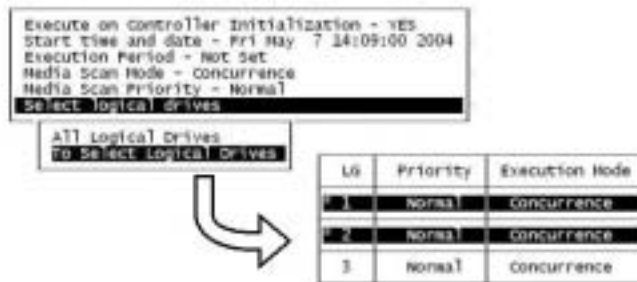 Execute on Controller Initialization - YES
Start time and date - Fri May 7 14:09:00 2004
Execution Period - Not Set
Media Scan Mode - Concurrence
Media Scan Priority - Normal
Select logical drives
All Logical Drives
To Select Logical Drives
LG Priority Execution Mode
* 1 Normal Concurrence
* 2 Normal Concurrence
3 Normal Concurrence